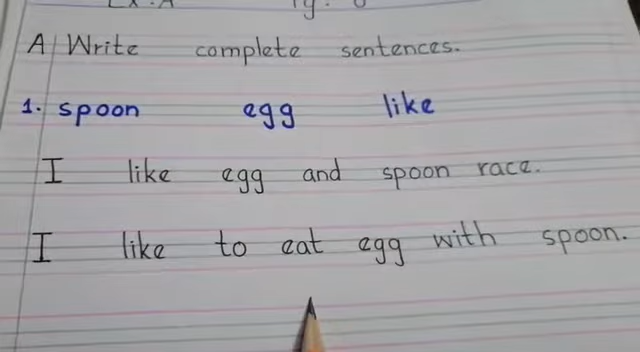 A) Write complete sentences.
1. spoon egg like
I like egg and spoon race.
I like to eat egg with spoon.